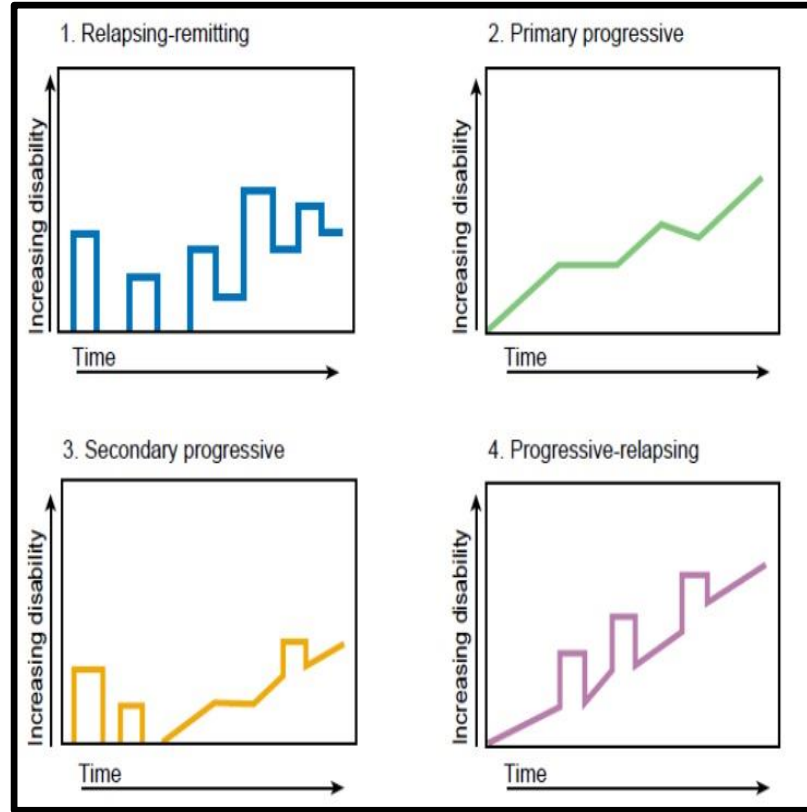 1. Relapsing-remitting
Increasing disability
Time
2. Primary progressive
Increasing disability
Time
3. Secondary progressive
Increasing disability
Time
4. Progressive-relapsing
Increasing disability
Time